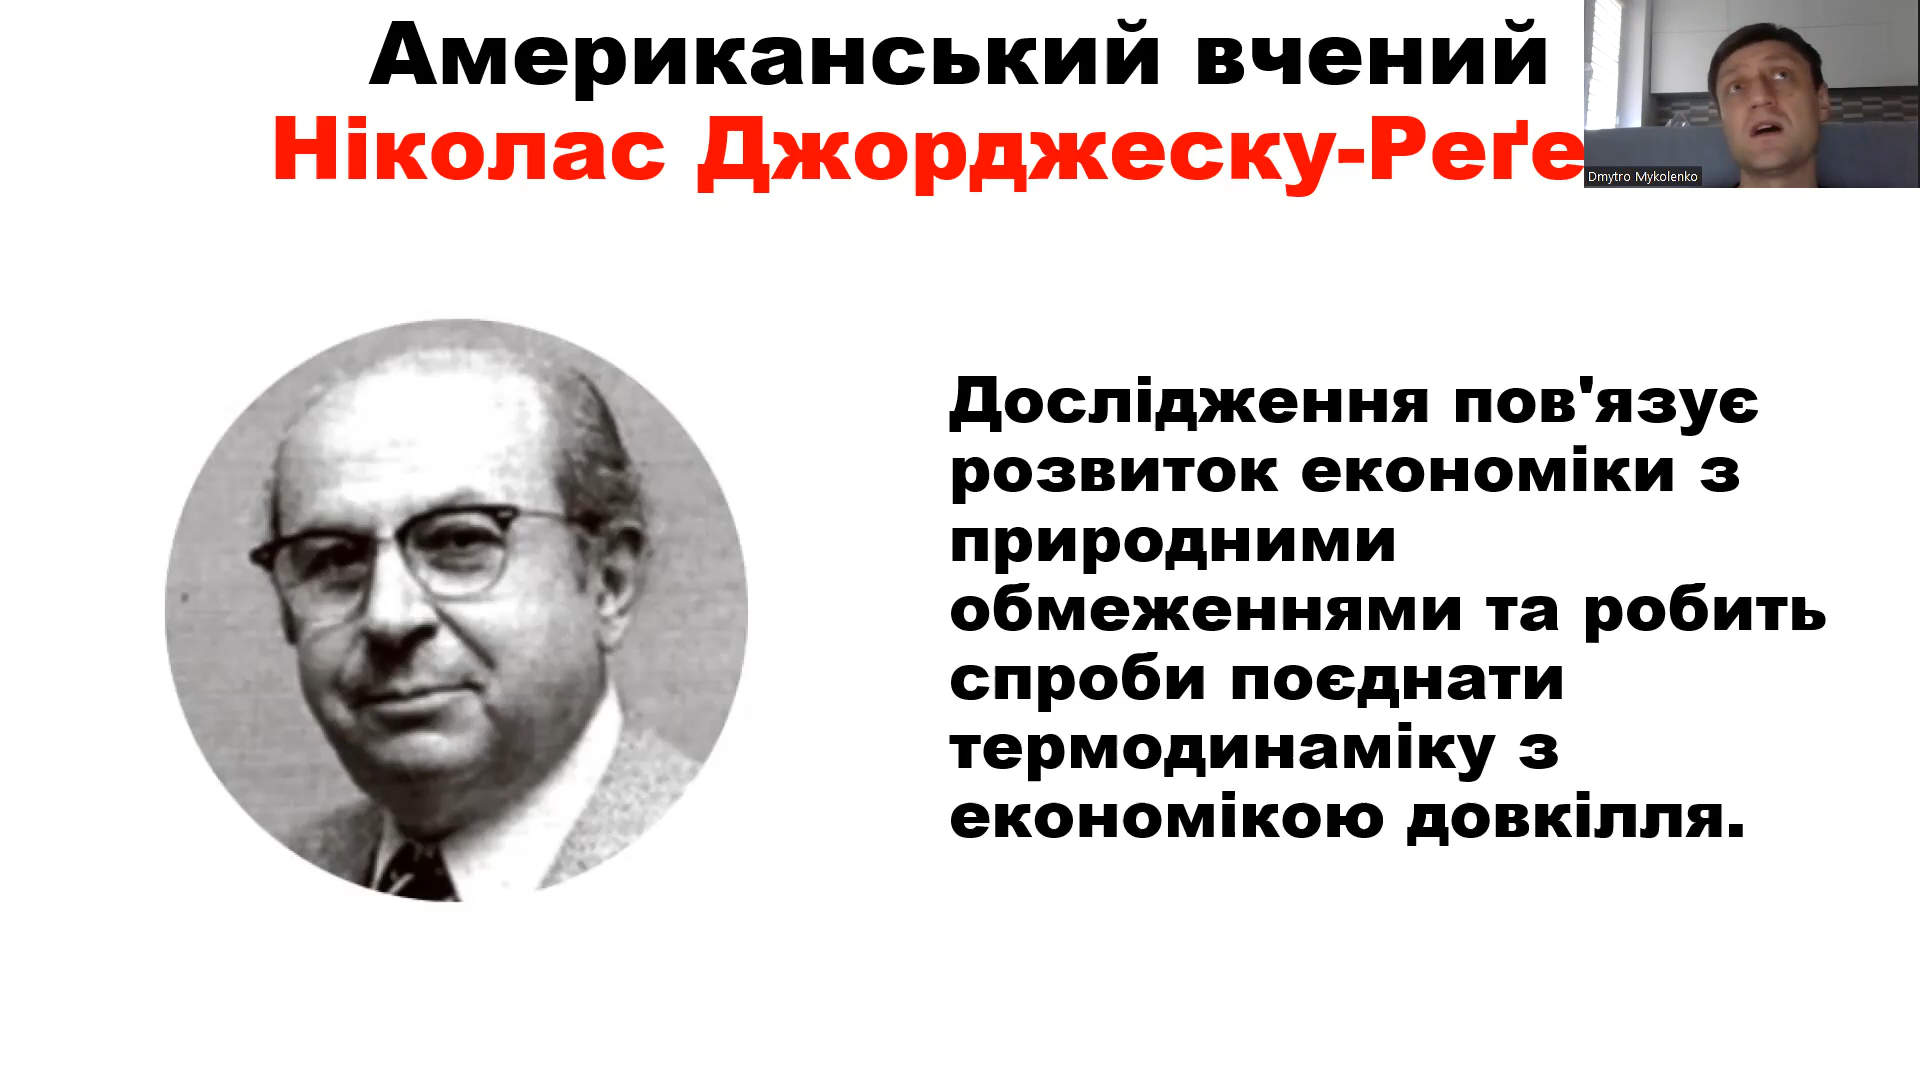 Американський вчений
Ніколас Джорджеску-Реґе
Dmytro Mykolenko
Дослідження пов'язує
розвиток економіки з
природними
обмеженнями та робить
спроби поєднати
термодинаміку з
економікою довкілля.